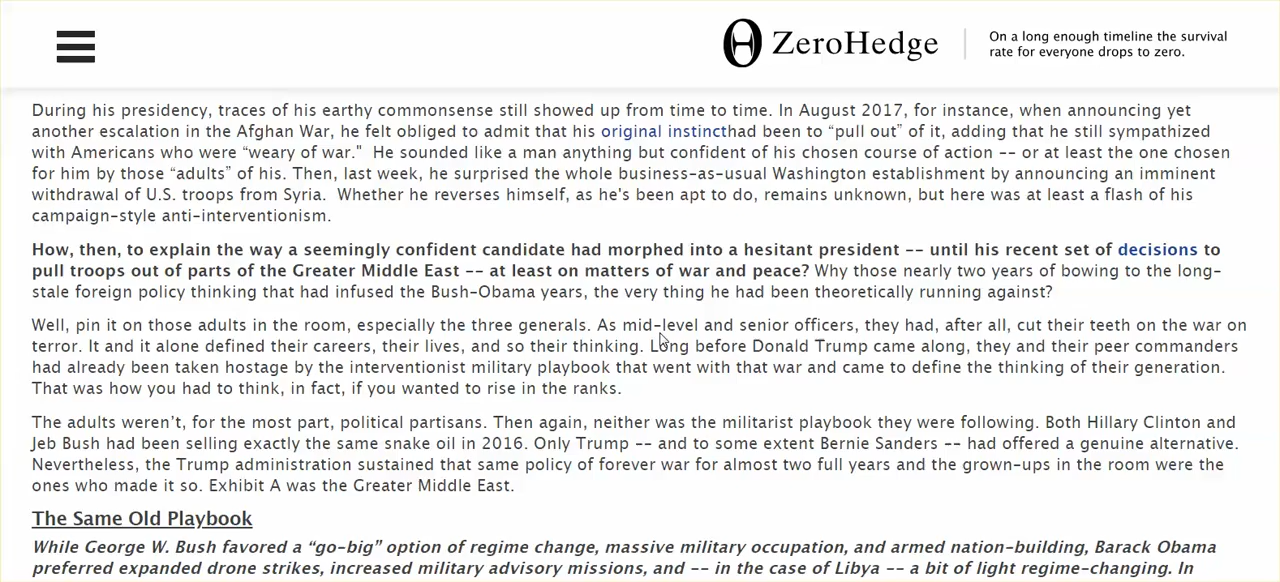 ZeroHedge
On a long enough timeline the survival
rate for everyone drops to zero.
During his presidency, traces of his earthy commonsense still showed up from time to time. In August 2017, for instance, when announcing yet
another escalation in the Afghan War, he felt obliged to admit that his original instincthad been to “pull out” of it, adding that he still sympathized
with Americans who were “weary of war."  He sounded like a man anything but confident of his chosen course of action -- or at least the one chosen
for him by those “adults” of his. Then, last week, he surprised the whole business-as-usual Washington establishment by announcing an imminent
withdrawal of U.S. troops from Syria.  Whether he reverses himself, as he's been apt to do, remains unknown, but here was at least a flash of his
campaign-style anti-interventionism.
How, then, to explain the way a seemingly confident candidate had morphed into a hesitant president -- until his recent set of decisions to
pull troops out of parts of the Greater Middle East -- at least on matters of war and peace? Why those nearly two years of bowing to the long-
stale foreign policy thinking that had infused the Bush-Obama years, the very thing he had been theoretically running against?
Well, pin it on those adults in the room, especially the three generals. As mid-level and senior officers, they had, after all, cut their teeth on the war on
terror. It and it alone defined their careers, their lives, and so their thinking. Long before Donald Trump came along, they and their peer commanders
had already been taken hostage by the interventionist military playbook that went with that war and came to define the thinking of their generation.
That was how you had to think, in fact, if you wanted to rise in the ranks.
The adults weren’t, for the most part, political partisans. Then again, neither was the militarist playbook they were following. Both Hillary Clinton and
Jeb Bush had been selling exactly the same snake oil in 2016. Only Trump -- and to some extent Bernie Sanders -- had offered a genuine alternative.
Nevertheless, the Trump administration sustained that same policy of forever war for almost two full years and the grown-ups in the room were the
ones who made it so. Exhibit A was the Greater Middle East.
The Same Old Playbook
While George W. Bush favored a “go-big” option of regime change, massive military occupation, and armed nation-building, Barack Obama
preferred expanded drone strikes, increased military advisory missions, and -- in the case of Libya -- a bit of light regime-changing. In